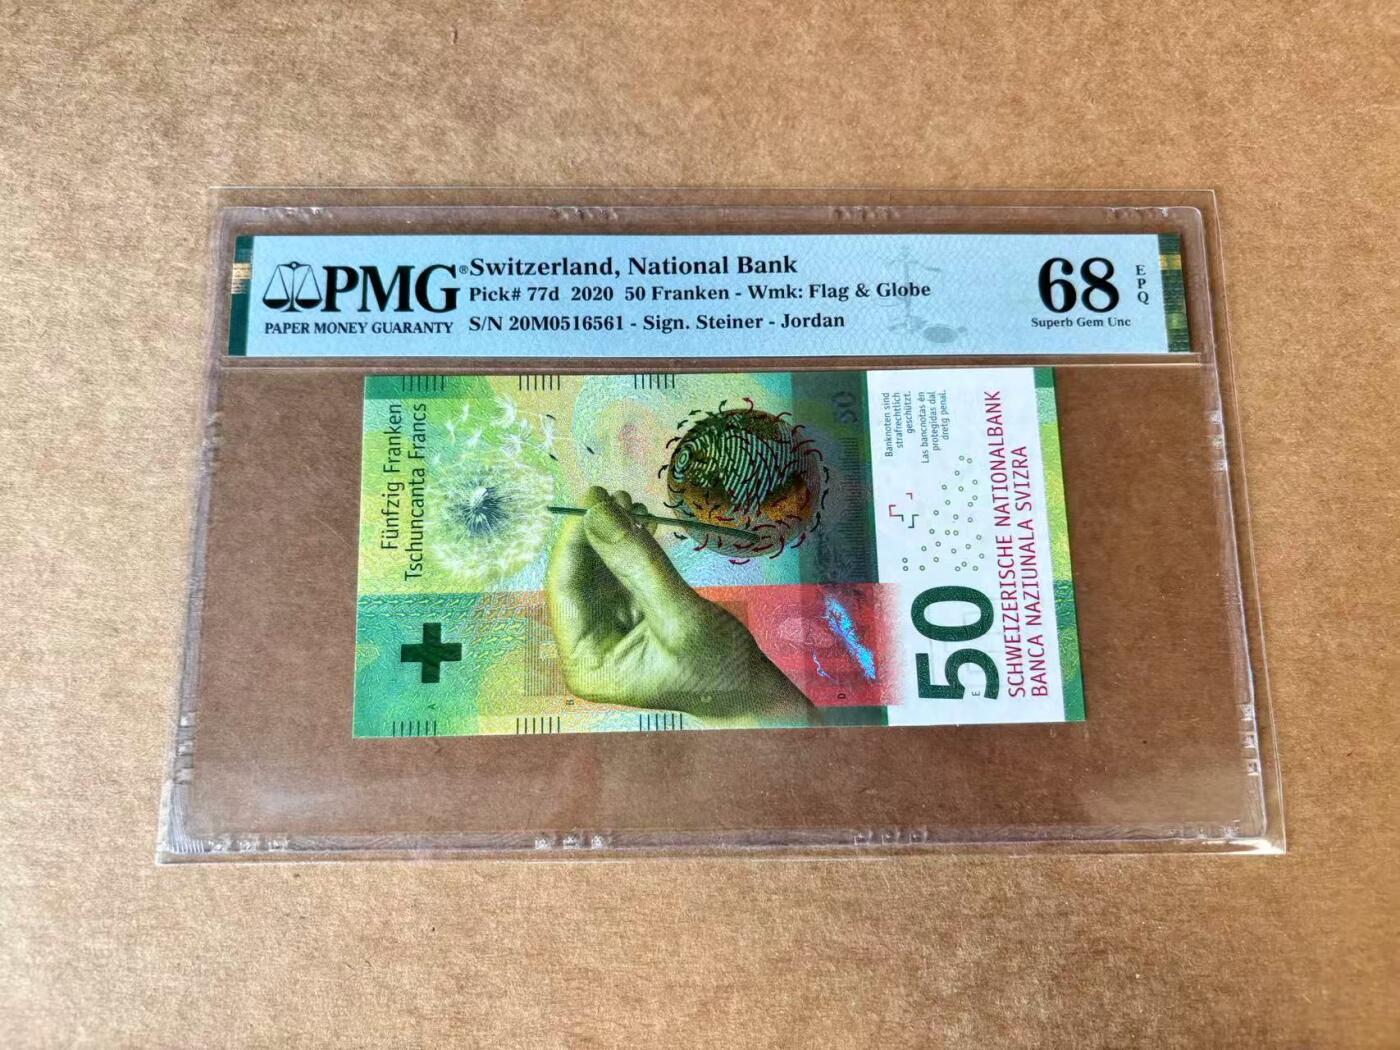 PMG®
PAPER MONEY GUARANTY
Switzerland, National Bank
Pick# 77d 2020 50 Franken - Wmk: Flag & Globe
S/N 20M0516561 - Sign. Steiner - Jordan
68
EPQ
Superb Gem Unc
Fünfzig Franken
Tschuncanta Francs
50
Banknoten sind
strafrechtlich
geschützt.
Las bancnotas èn
protegidas dal
dretg penal.
50
SCHWEIZERISCHE NATIONALBANK
BANCA NAZIUNALA SVIZRA
A
B
C
D
E